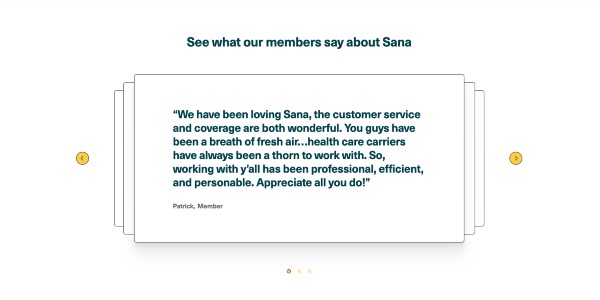 See what our members say about Sana
“We have been loving Sana, the customer service
and coverage are both wonderful. You guys have
been a breath of fresh air...health care carriers
have always been a thorn to work with. So,
working with y’all has been professional, efficient,
and personable. Appreciate all you do!”
Patrick, Member